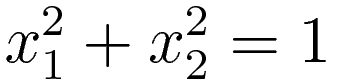 x_1^2 + x_2^2 = 1